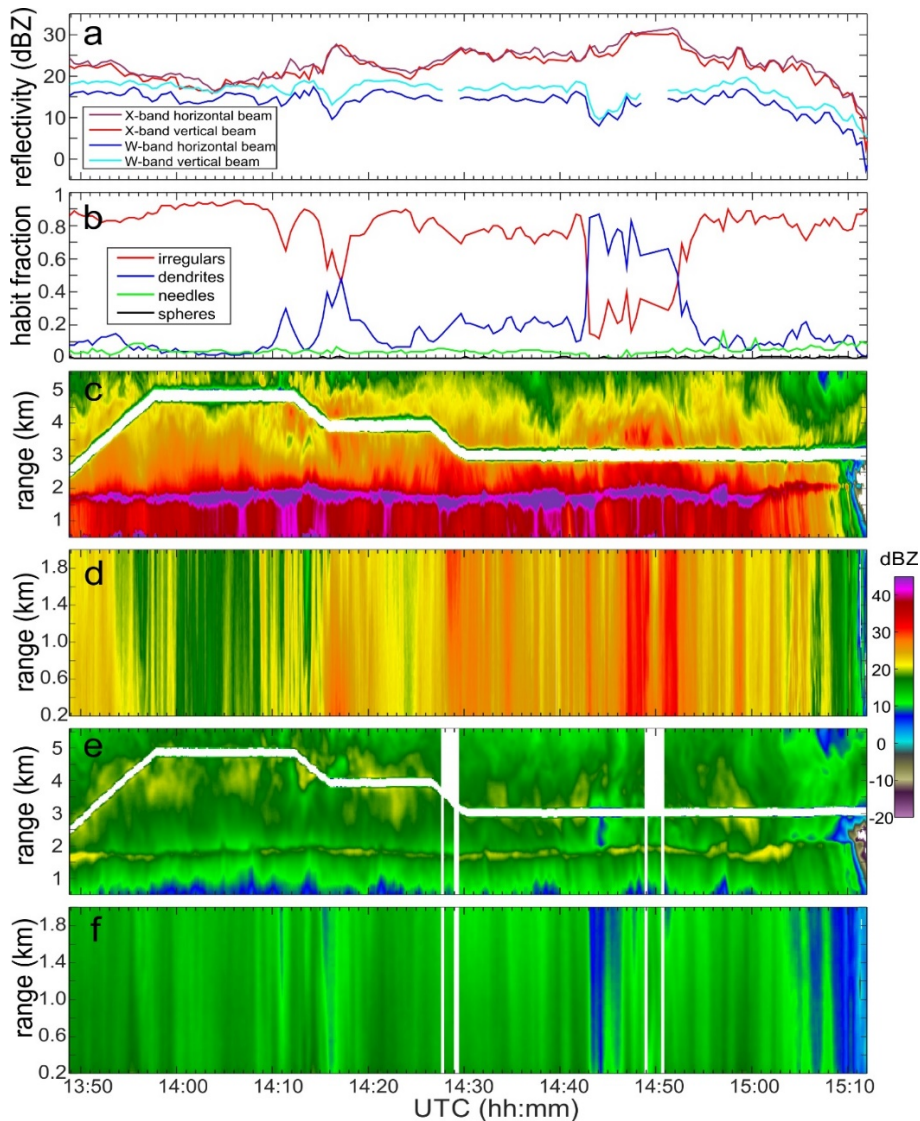 a
reflectivity (dBZ)
30
20
10
0
X-band horizontal beam
X-band vertical beam
W-band horizontal beam
W-band vertical beam
b
habit fraction
1
0.8
0.6
0.4
0.2
0
irregulars
dendrites
needles
spheres
c
range (km)
5
4
3
2
1
d
range (km)
1.8
1.4
1.0
0.6
0.2
dBZ
40
30
20
10
0
-10
-20
e
range (km)
5
4
3
2
1
f
range (km)
1.8
1.4
1.0
0.6
0.2
13:50 14:00 14:10 14:20 14:30 14:40 14:50 15:00 15:10
UTC (hh:mm)